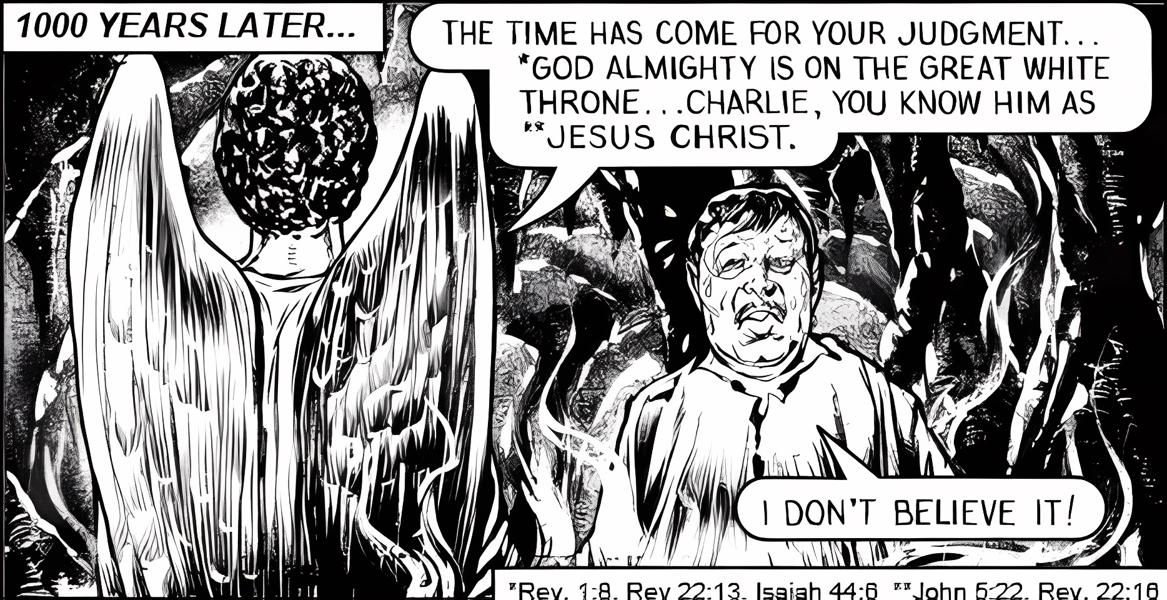 1000 YEARS LATER...
THE TIME HAS COME FOR YOUR JUDGMENT...
*GOD ALMIGHTY IS ON THE GREAT WHITE
THRONE...CHARLIE, YOU KNOW HIM AS
**JESUS CHRIST.
I DON'T BELIEVE IT!
*Rev. 1:8, Rev 22:13, Isaiah 44:6 **John 5:22, Rev. 22:16